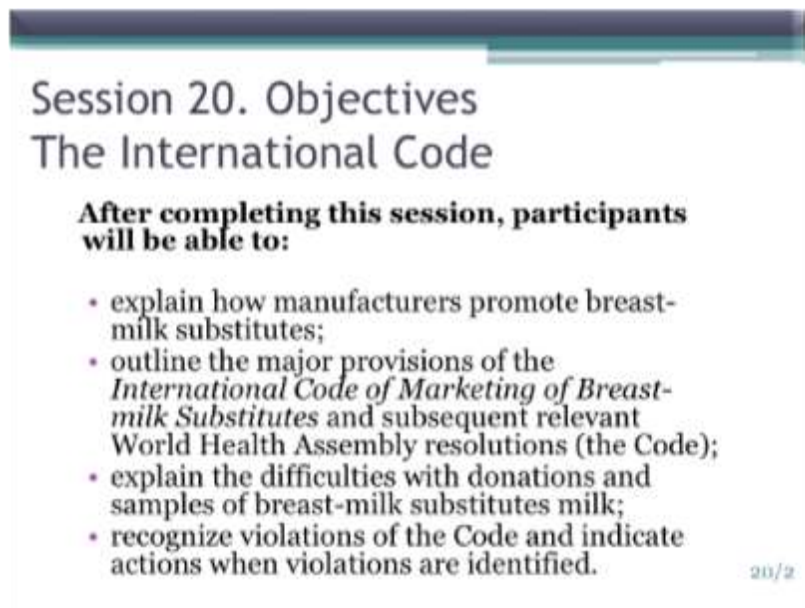 Session 20. Objectives
The International Code
After completing this session, participants
will be able to:
• explain how manufacturers promote breast-
milk substitutes;
• outline the major provisions of the
International Code of Marketing of Breast-
milk Substitutes and subsequent relevant
World Health Assembly resolutions (the Code);
• explain the difficulties with donations and
samples of breast-milk substitutes milk;
• recognize violations of the Code and indicate
actions when violations are identified.
20/2